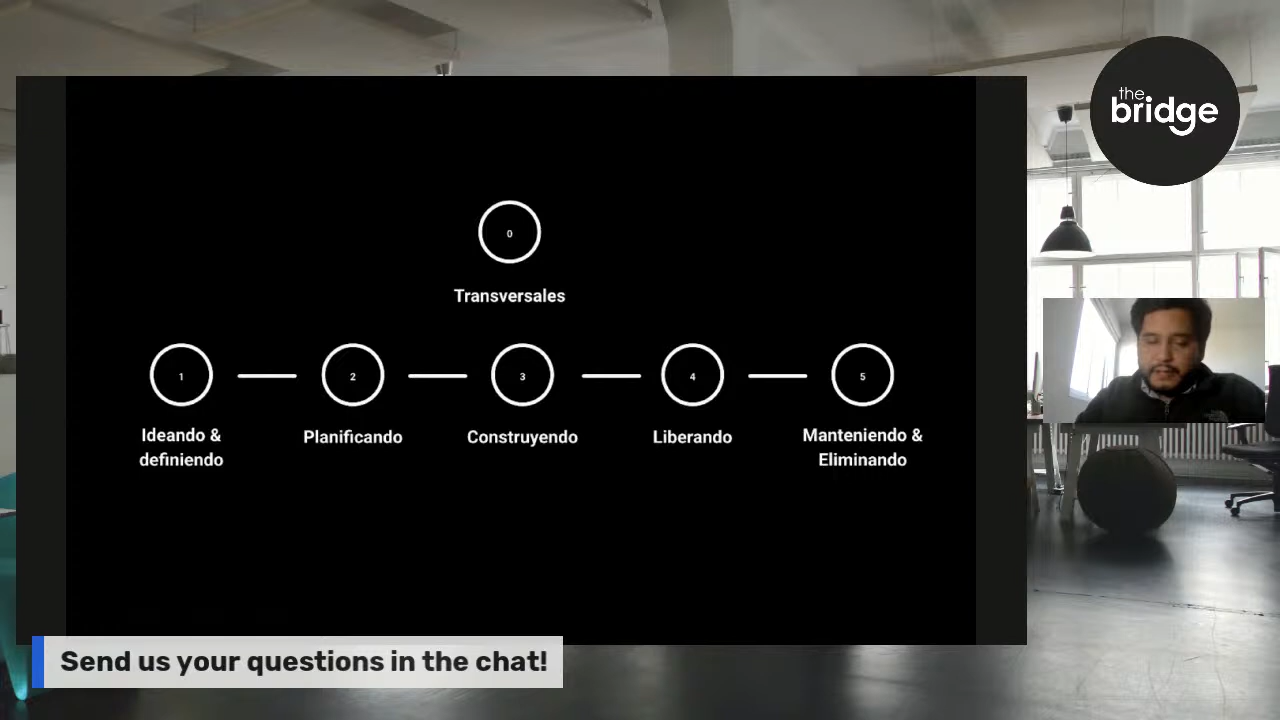 the
bridge
0
Transversales
1
2
3
4
5
Ideando &
definiendo
Planificando
Construyendo
Liberando
Manteniendo &
Eliminando
Send us your questions in the chat!